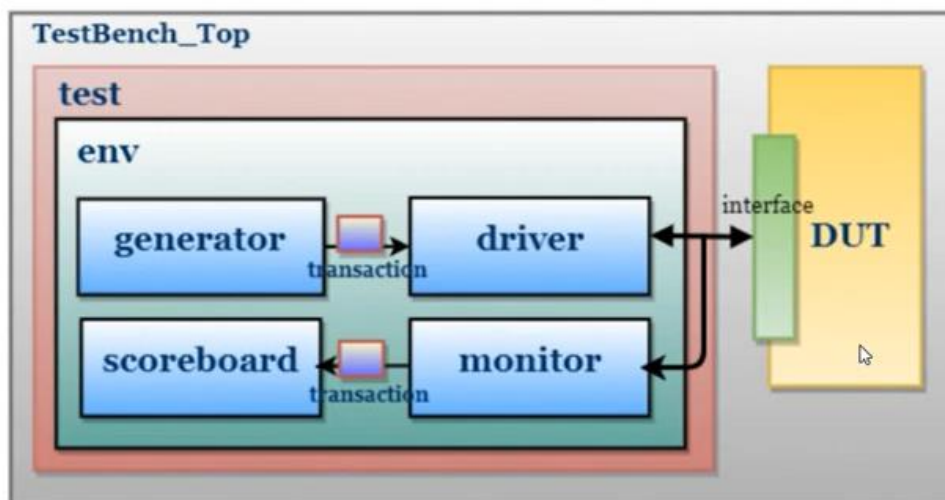 TestBench_Top
test
env
generator
transaction
driver
interface
DUT
scoreboard
transaction
monitor